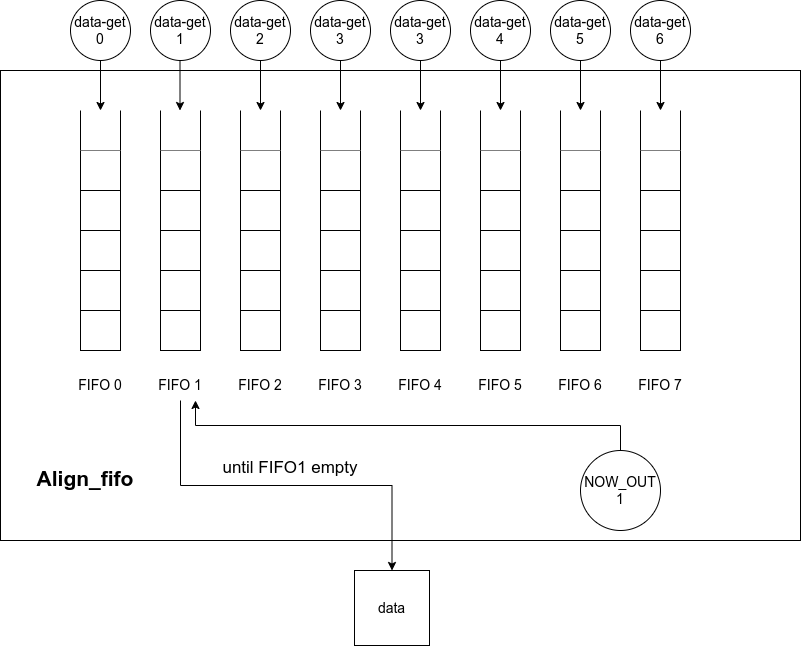 data-get
0
data-get
1
data-get
2
data-get
3
data-get
3
data-get
4
data-get
5
data-get
6
FIFO 0
FIFO 1
FIFO 2
FIFO 3
FIFO 4
FIFO 5
FIFO 6
FIFO 7
until FIFO1 empty
Align_fifo
NOW_OUT
1
data